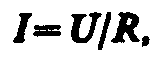 I = U/R,